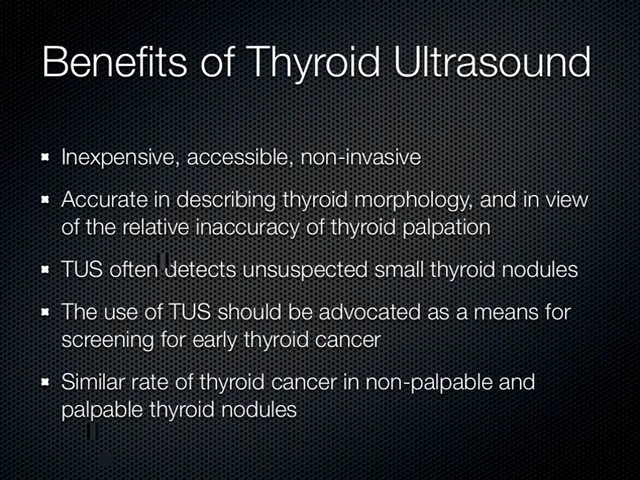 Benefits of Thyroid Ultrasound
Inexpensive, accessible, non-invasive
Accurate in describing thyroid morphology, and in view
of the relative inaccuracy of thyroid palpation
TUS often detects unsuspected small thyroid nodules
The use of TUS should be advocated as a means for
screening for early thyroid cancer
Similar rate of thyroid cancer in non-palpable and
palpable thyroid nodules